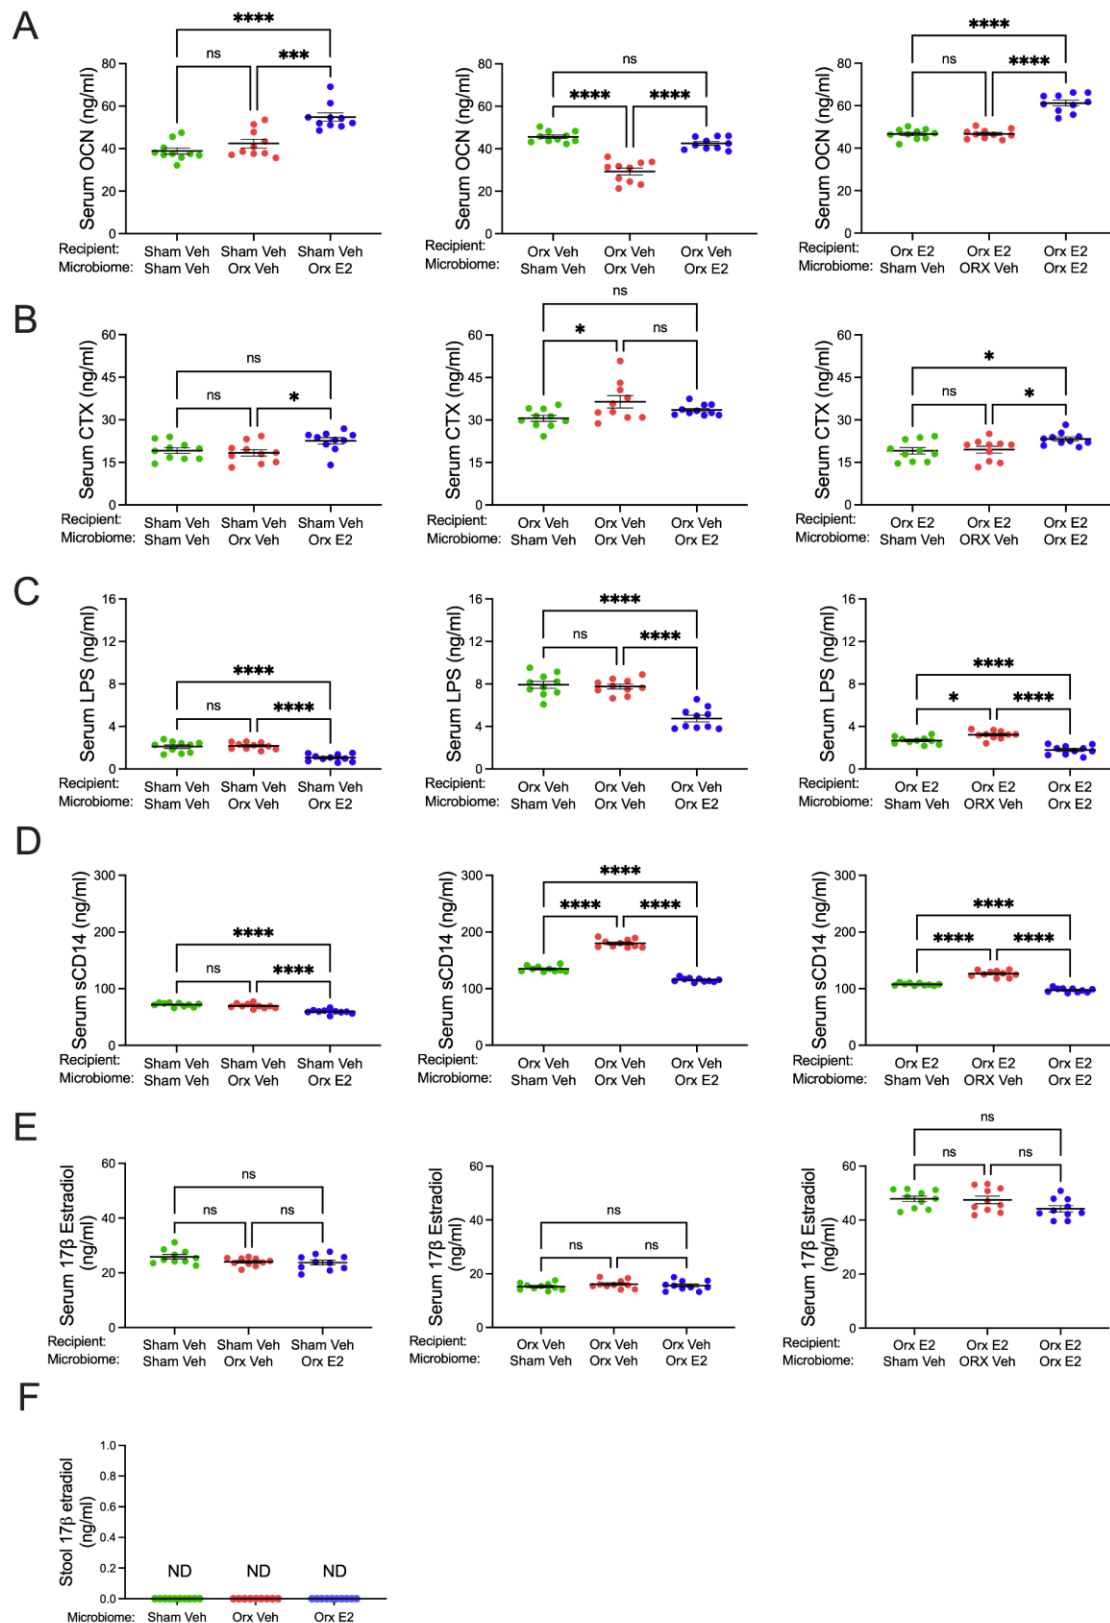 A
Serum OCN (ng/ml)
80
60
40
20
0
****
ns
***
Recipient: Sham Veh Sham Veh Sham Veh
Microbiome: Sham Veh Orx Veh Orx E2
Serum OCN (ng/ml)
80
60
40
20
0
ns
**** ****
Recipient: Orx Veh Orx Veh Orx Veh
Microbiome: Sham Veh Orx Veh Orx E2
Serum OCN (ng/ml)
80
60
40
20
0
****
ns ****
Recipient: Orx E2 Orx E2 Orx E2
Microbiome: Sham Veh ORX Veh Orx E2
B
Serum CTX (ng/ml)
60
45
30
15
0
ns
ns *
Recipient: Sham Veh Sham Veh Sham Veh
Microbiome: Sham Veh Orx Veh Orx E2
Serum CTX (ng/ml)
60
45
30
15
0
ns
* ns
Recipient: Orx Veh Orx Veh Orx Veh
Microbiome: Sham Veh Orx Veh Orx E2
Serum CTX (ng/ml)
60
45
30
15
0
*
ns *
Recipient: Orx E2 Orx E2 Orx E2
Microbiome: Sham Veh ORX Veh Orx E2
C
Serum LPS (ng/ml)
16
12
8
4
0
****
ns ****
Recipient: Sham Veh Sham Veh Sham Veh
Microbiome: Sham Veh Orx Veh Orx E2
Serum LPS (ng/ml)
16
12
8
4
0
****
ns ****
Recipient: Orx Veh Orx Veh Orx Veh
Microbiome: Sham Veh Orx Veh Orx E2
Serum LPS (ng/ml)
16
12
8
4
0
****
* ****
Recipient: Orx E2 Orx E2 Orx E2
Microbiome: Sham Veh ORX Veh Orx E2
D
Serum sCD14 (ng/ml)
300
200
100
0
****
ns ****
Recipient: Sham Veh Sham Veh Sham Veh
Microbiome: Sham Veh Orx Veh Orx E2
Serum sCD14 (ng/ml)
300
200
100
0
****
**** ****
Recipient: Orx Veh Orx Veh Orx Veh
Microbiome: Sham Veh Orx Veh Orx E2
Serum sCD14 (ng/ml)
300
200
100
0
****
**** ****
Recipient: Orx E2 Orx E2 Orx E2
Microbiome: Sham Veh ORX Veh Orx E2
E
Serum 17β Estradiol
(ng/ml)
60
40
20
0
ns
ns ns
Recipient: Sham Veh Sham Veh Sham Veh
Microbiome: Sham Veh Orx Veh Orx E2
Serum 17β Estradiol
(ng/ml)
60
40
20
0
ns
ns ns
Recipient: Orx Veh Orx Veh Orx Veh
Microbiome: Sham Veh Orx Veh Orx E2
Serum 17β Estradiol
(ng/ml)
60
40
20
0
ns
ns ns
Recipient: Orx E2 Orx E2 Orx E2
Microbiome: Sham Veh ORX Veh Orx E2
F
Stool 17β etradiol
(ng/ml)
1.0
0.8
0.6
0.4
0.2
0.0
ND ND ND
Microbiome: Sham Veh Orx Veh Orx E2